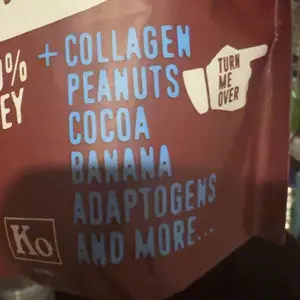 + COLLAGEN
PEANUTS
COCOA
BANANA
ADAPTOGENS
AND MORE...
TURN
ME
OVER
%
EY
Ko